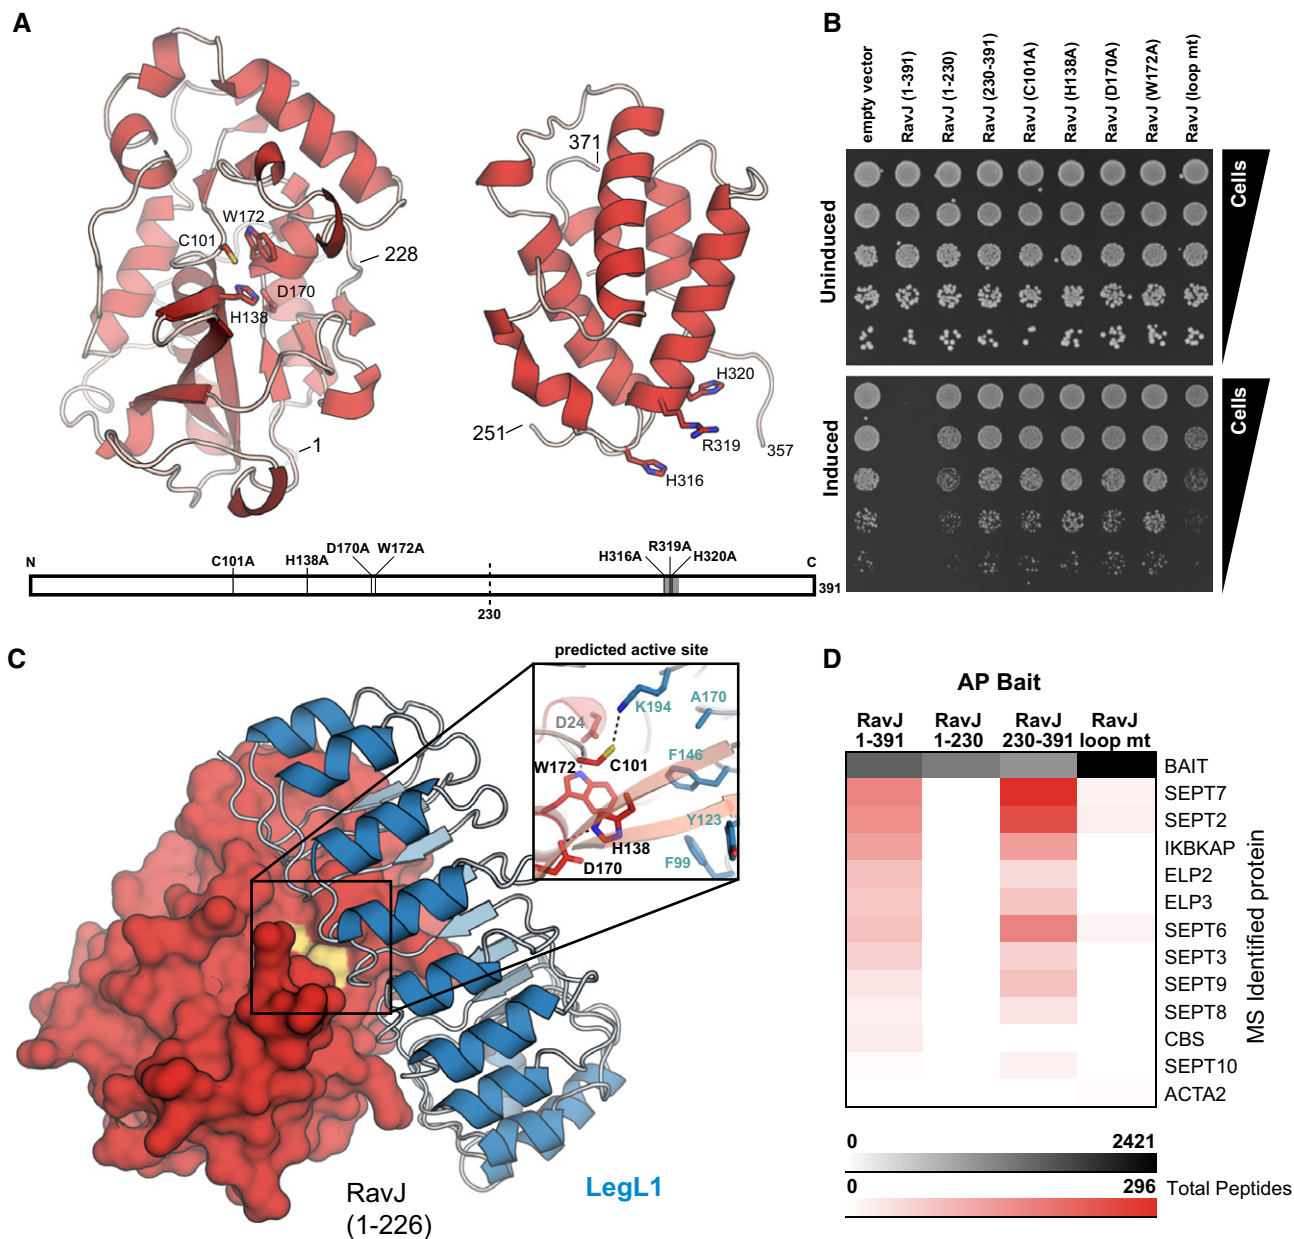 A
W172
C101
228
D170
H138
1
371
H320
251
R319
357
H316
N
C101A
H138A
D170A
W172A
H316A
R319A
H320A
C
391
230
B
empty vector
RavJ (1-391)
RavJ (1-230)
RavJ (230-391)
RavJ (C101A)
RavJ (H138A)
RavJ (D170A)
RavJ (W172A)
RavJ (loop mt)
Uninduced
Cells
Induced
Cells
C
predicted active site
K194
A170
D24
F146
W172
C101
Y123
H138
F99
D170
RavJ
(1-226)
LegL1
D
AP Bait
RavJ RavJ RavJ RavJ
1-391 1-230 230-391 loop mt
BAIT
SEPT7
SEPT2
IKBKAP
ELP2
ELP3
SEPT6
SEPT3
SEPT9
SEPT8
CBS
SEPT10
ACTA2
MS Identified protein
0 2421
0 296
Total Peptides